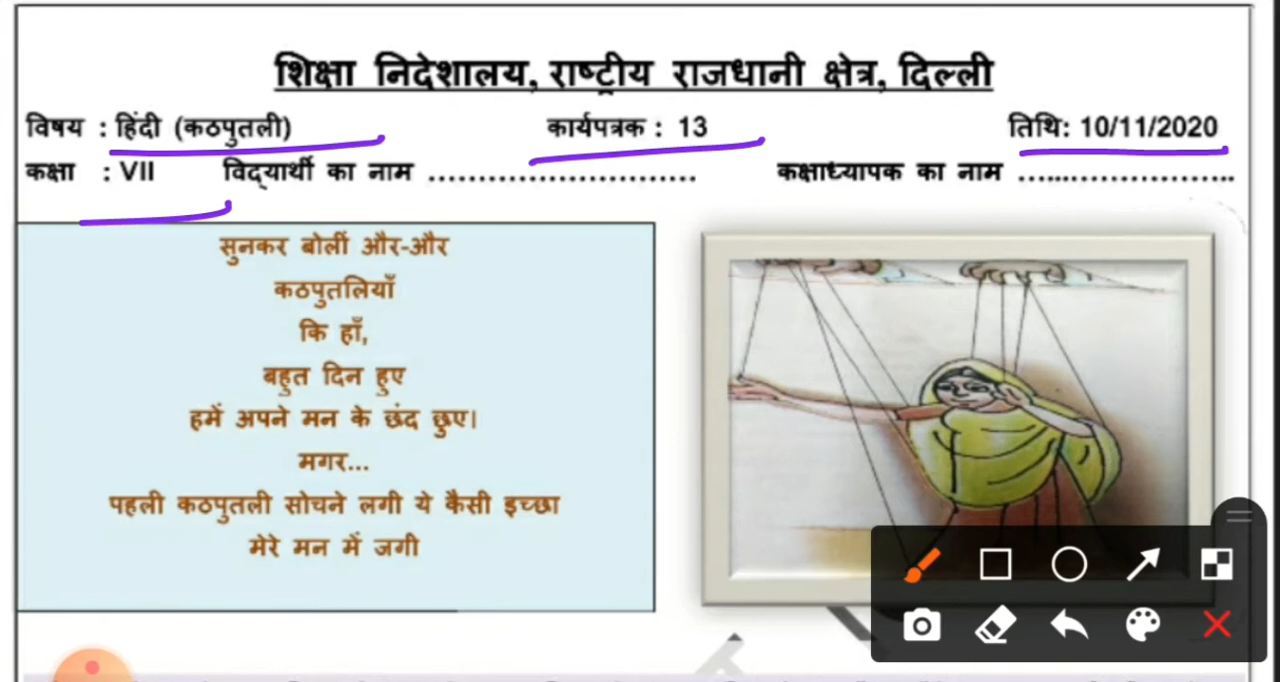 शिक्षा निदेशालय, राष्ट्रीय राजधानी क्षेत्र, दिल्ली
विषय : हिंदी (कठपुतली) कार्यपत्रक : 13 तिथि: 10/11/2020
कक्षा : VII विद्यार्थी का नाम ........................... कक्षाध्यापक का नाम ........................
सुनकर बोलीं और-और
कठपुतलियाँ
कि हाँ,
बहुत दिन हुए
हमें अपने मन के छंद छुए।
मगर...
पहली कठपुतली सोचने लगी ये कैसी इच्छा
मेरे मन में जगी